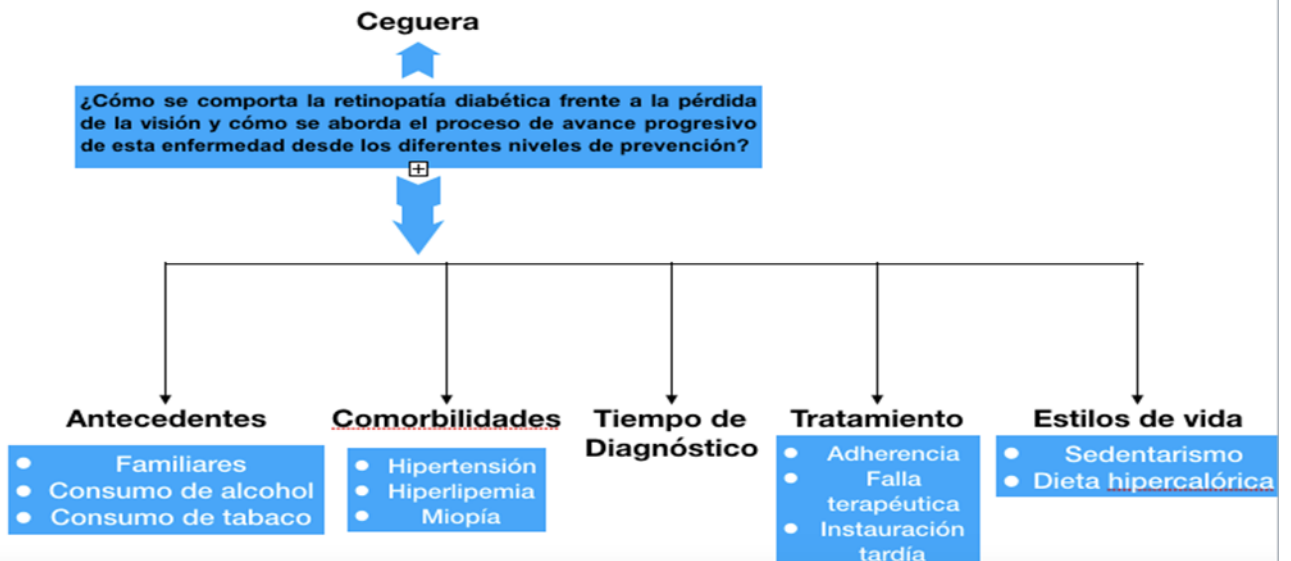 Ceguera
¿Cómo se comporta la retinopatía diabética frente a la pérdida
de la visión y cómo se aborda el proceso de avance progresivo
de esta enfermedad desde los diferentes niveles de prevención?
Antecedentes
• Familiares
• Consumo de alcohol
• Consumo de tabaco
Comorbilidades
• Hipertensión
• Hiperlipemia
• Miopía
Tiempo de
Diagnóstico
Tratamiento
• Adherencia
• Falla
terapéutica
• Instauración
tardía
Estilos de vida
• Sedentarismo
• Dieta hipercalórica